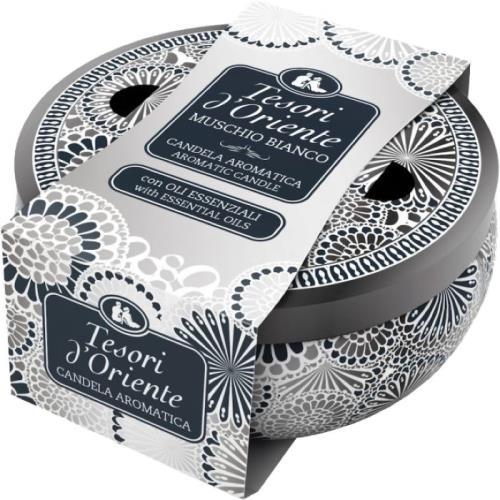 Tesori
d'Oriente
MUSCHIO BIANCO
CANDELA AROMATICA
AROMATIC CANDLE
con OLI ESSENZIALI
with ESSENTIAL OILS
Tesori
d'Oriente
CANDELA AROMATICA